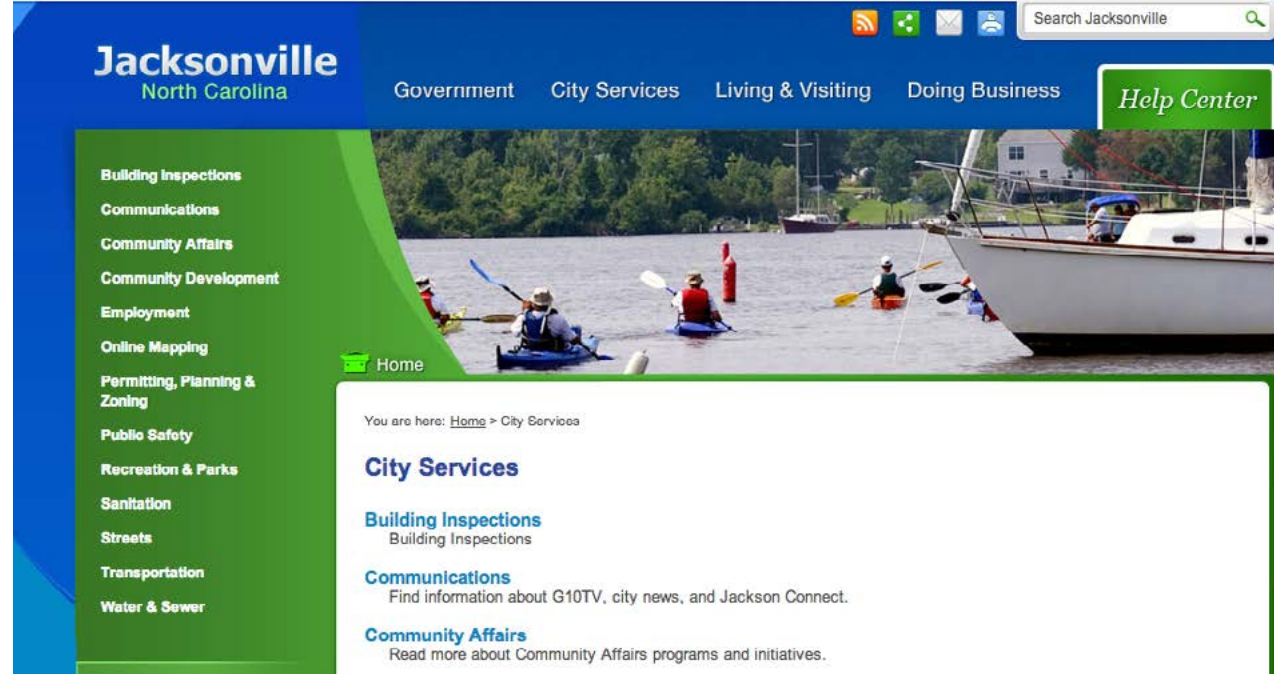 Search Jacksonville
Jacksonville
North Carolina
Government
City Services
Living & Visiting
Doing Business
Help Center
Building Inspections
Communications
Community Affairs
Community Development
Employment
Online Mapping
Permitting, Planning &
Zoning
Public Safety
Recreation & Parks
Sanitation
Streets
Transportation
Water & Sewer
Home
You are here: Home > City Services
City Services
Building Inspections
Building Inspections
Communications
Find information about G10TV, city news, and Jackson Connect.
Community Affairs
Read more about Community Affairs programs and initiatives.